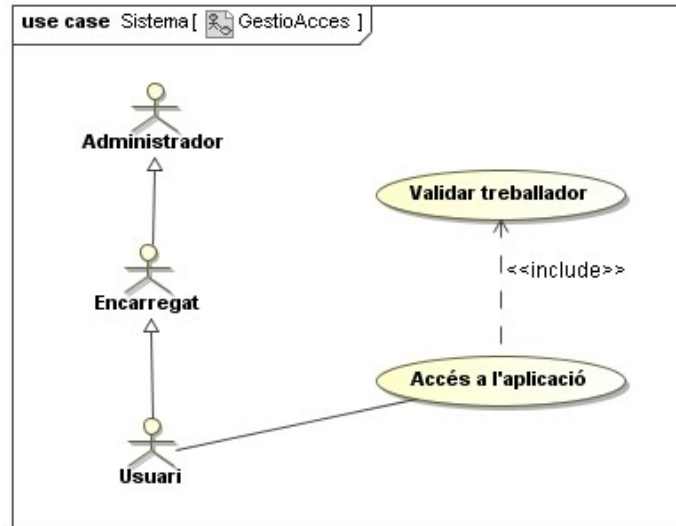 use case Sistema [ GestioAcces ]
Administrador
Validar treballador
<<include>>
Encarregat
Accés a l'aplicació
Usuari